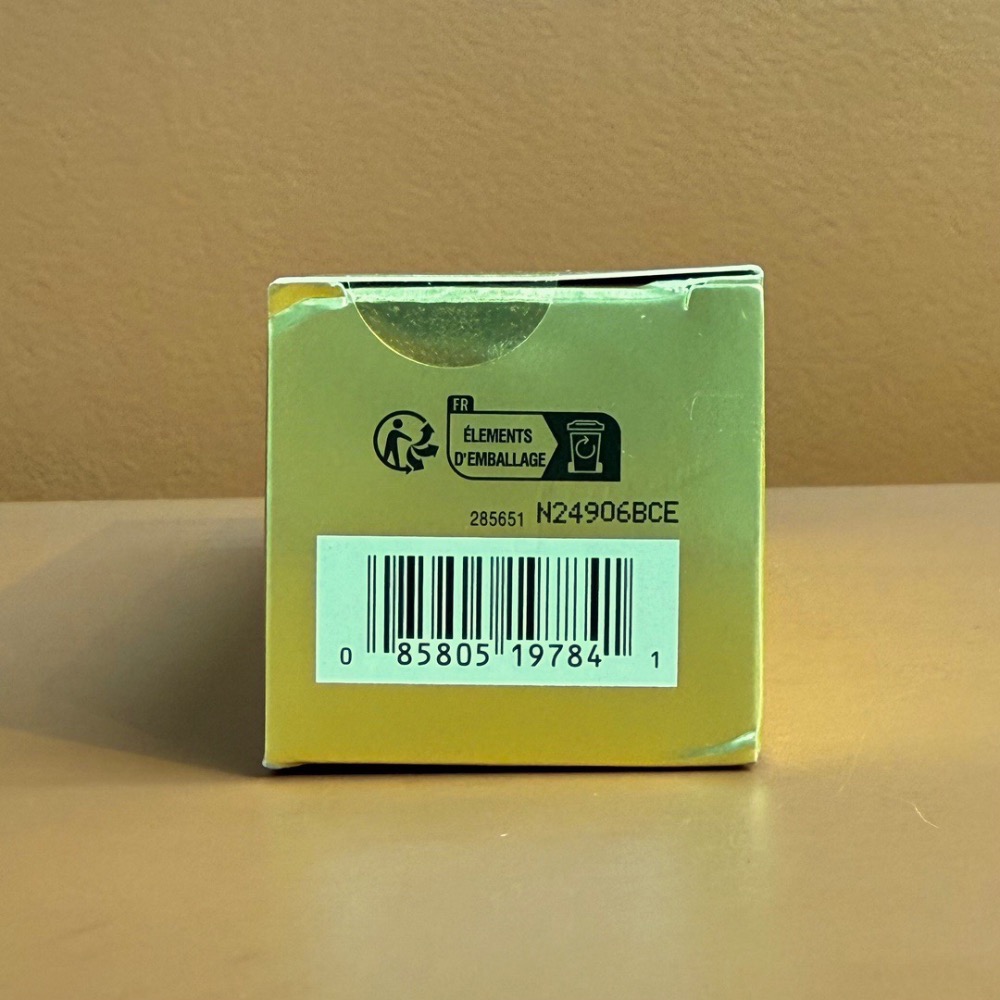 FR
ÉLEMENTS
D'EMBALLAGE
285651 N24906BCE
0 85805 19784 1